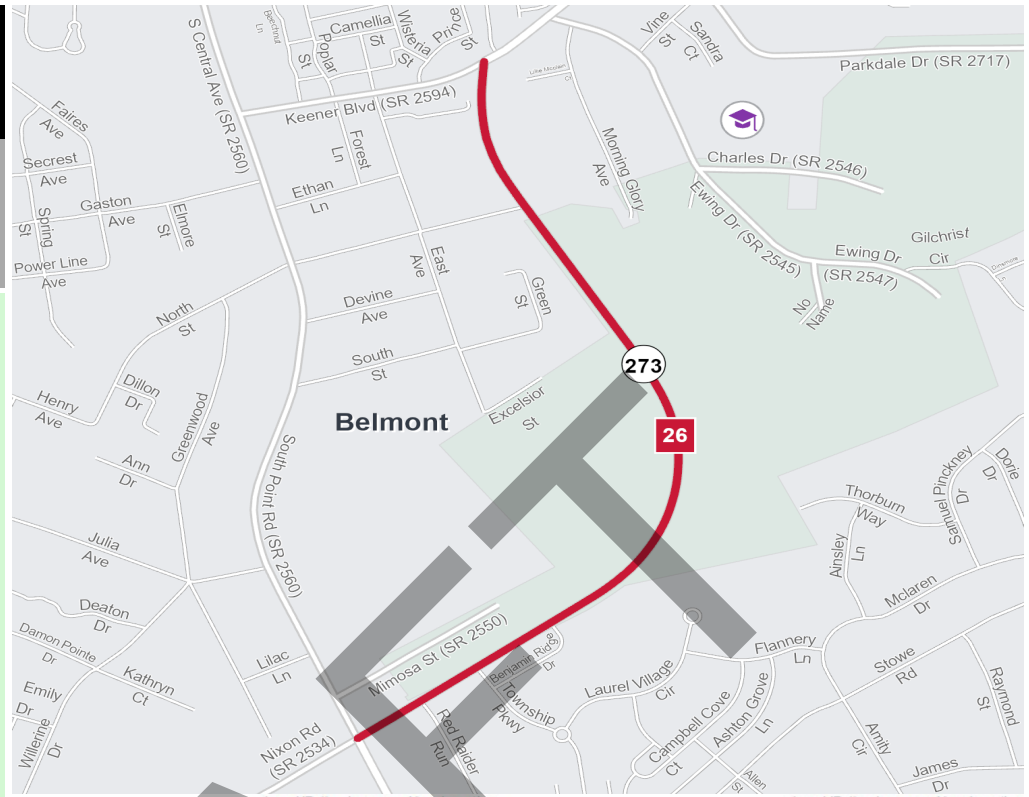 Beechnut
Ln
Poplar
St
Camellia
St
Wisteria
St
Prince
St
Vine
St
Sandra
Ct
Parkdale Dr (SR 2717)
S Central Ave (SR 2560)
Keener Blvd (SR 2594)
Forest
Ln
Morning Glory
Ave
Charles Dr (SR 2546)
Faires
Ave
Secrest
Ave
Gaston
Ave
Spring
St
Elmore
St
Ethan
Ln
Power Line
Ave
East
Ave
Ewing Dr (SR 2545)
Ewing Dr
(SR 2547)
Gilchrist
Cir
No
Name
North
St
Devine
Ave
Green
St
South
St
273
26
Belmont
Excelsior
St
Henry
Ave
Dillon
Dr
Greenwood
Ave
Ann
Dr
South Point Rd (SR 2560)
Julia
Ave
Thorburn
Way
Samuel Pinckney
Dr
Dorie
Dr
Ainsley
Ln
Mclaren
Dr
Deaton
Dr
Damon Pointe
Dr
Kathryn
Ct
Lilac
Ln
Mimosa St (SR 2550)
Benjamin Ridge
Dr
Flannery
Ln
Stowe
Rd
Raymond
St
Emily
Dr
Willerine
Dr
Nixon Rd
(SR 2534)
Red Raider
Run
Township
Pkwy
Laurel Village
Cir
Campbell Cove
Ct
Ashton Grove
Ln
Allen
St
Amity
Cir
James
Dr